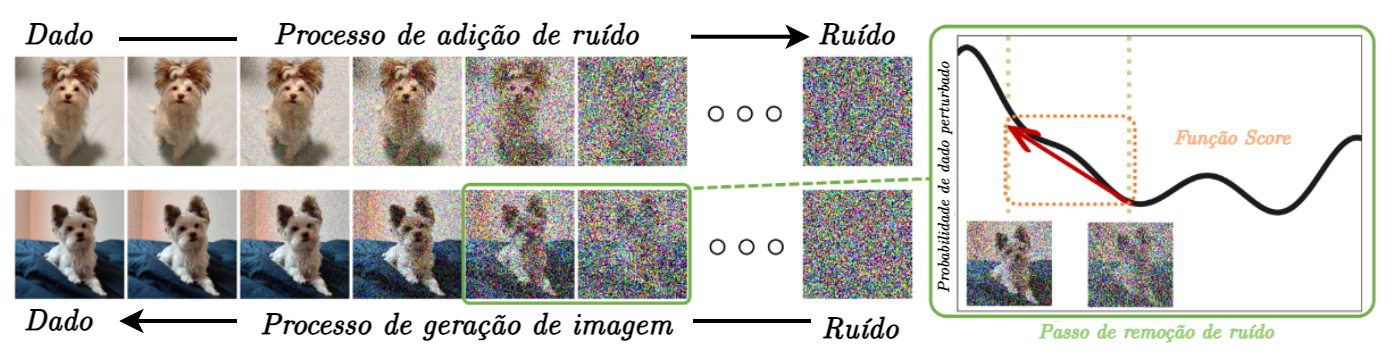 Dado
Processo de adição de ruído
Ruído
Dado
Processo de geração de imagem
Ruído
Probabilidade de dado perturbado
Função Score
Passo de remoção de ruído